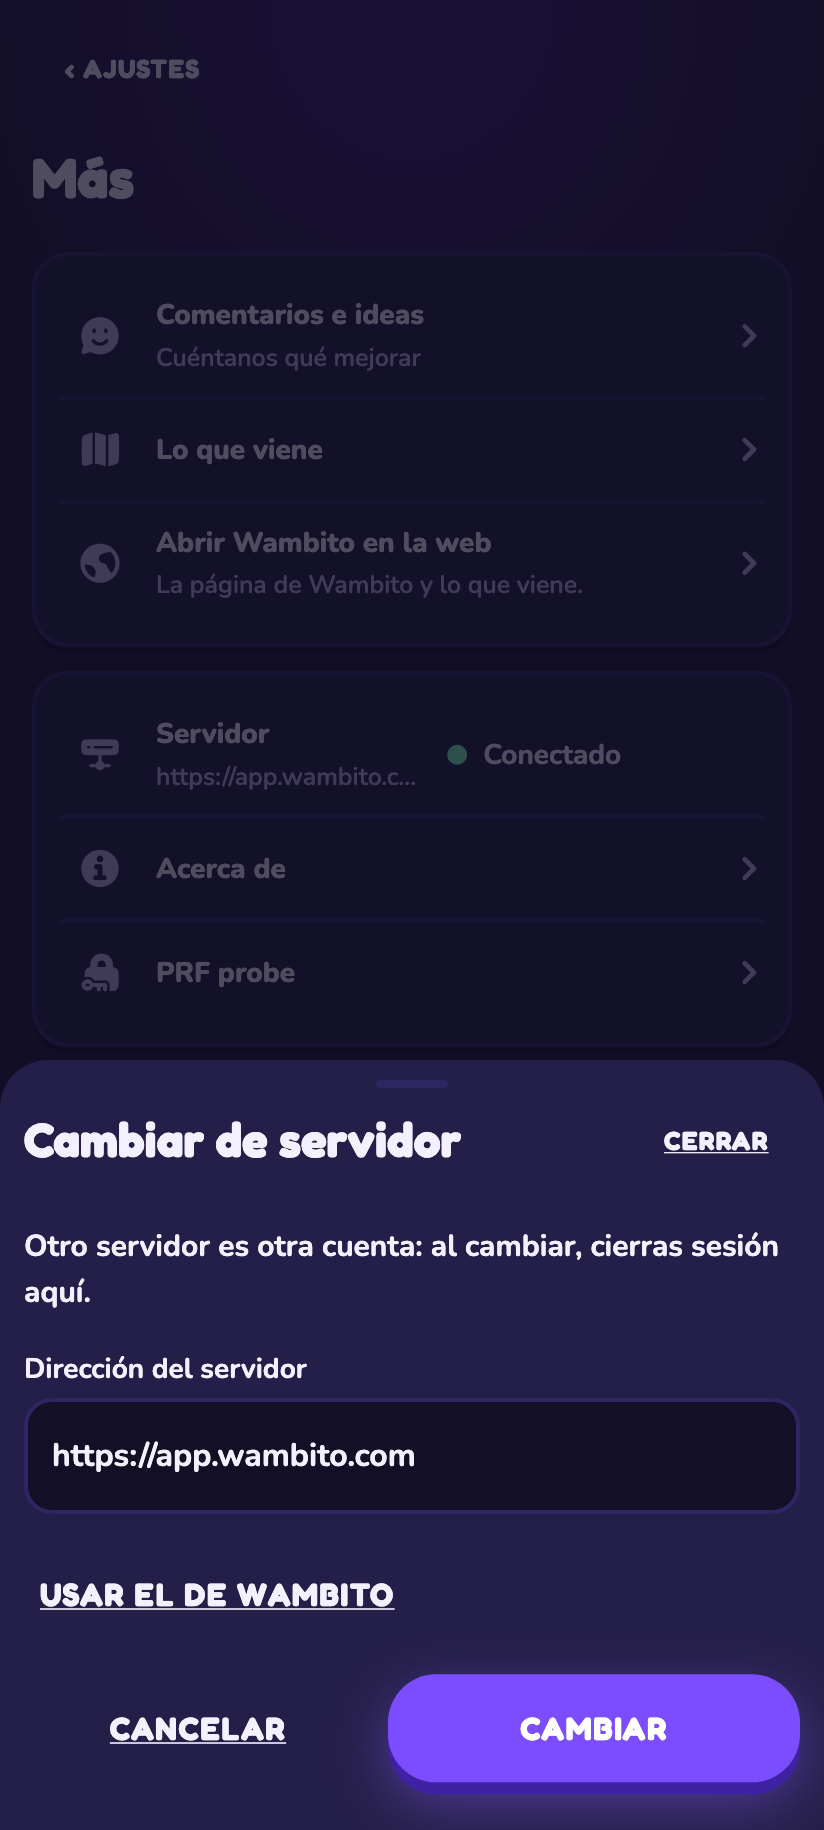 ‹ AJUSTES
Más
Comentarios e ideas
Cuéntanos qué mejorar
Lo que viene
Abrir Wambito en la web
La página de Wambito y lo que viene.
Servidor
https://app.wambito.c...
Conectado
Acerca de
PRF probe
Cambiar de servidor
CERRAR
Otro servidor es otra cuenta: al cambiar, cierras sesión
aquí.
Dirección del servidor
https://app.wambito.com
USAR EL DE WAMBITO
CANCELAR
CAMBIAR